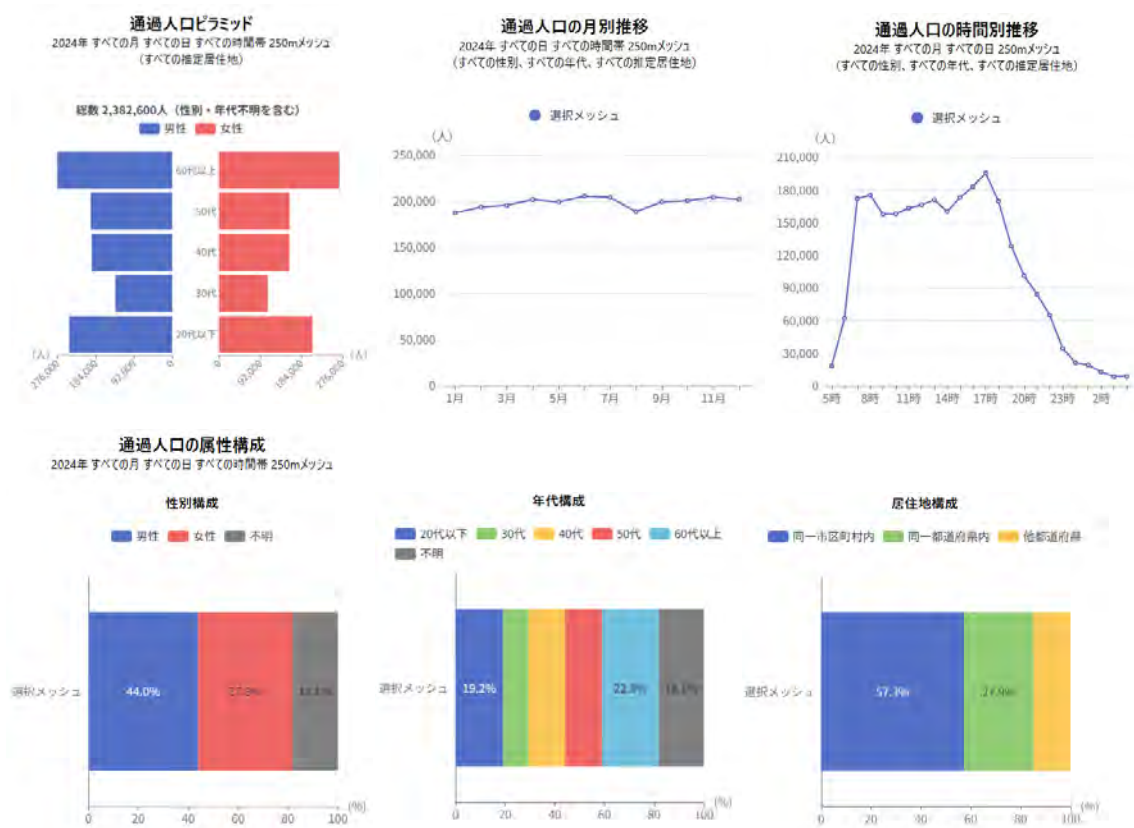 通過人口ピラミッド
2024年 すべての月 すべての日 すべての時間帯 250mメッシュ
(すべての推定居住地)
総数 2,382,600人（性別・年代不明を含む）
男性 女性
60代以上
50代
40代
30代
20代以下
(人) (人)
276,000 184,000 92,000 0 0 92,000 184,000 276,000
通過人口の月別推移
2024年 すべての日 すべての時間帯 250mメッシュ
(すべての性別、すべての年代、すべての推定居住地)
選択メッシュ
(人)
250,000
200,000
150,000
100,000
50,000
0
1月 3月 5月 7月 9月 11月
通過人口の時間別推移
2024年 すべての月 すべての日 250mメッシュ
(すべての性別、すべての年代、すべての推定居住地)
選択メッシュ
(人)
210,000
180,000
150,000
120,000
90,000
60,000
30,000
0
5時 8時 11時 14時 17時 20時 23時 2時
通過人口の属性構成
2024年 すべての月 すべての日 すべての時間帯 250mメッシュ
性別構成
男性 女性 不明
選択メッシュ
44.0%
0 20 40 60 80 100
(%)
年代構成
20代以下 30代 40代 50代 60代以上
不明
選択メッシュ
19.2% 22.8%
0 20 40 60 80 100
(%)
居住地構成
同一市区町村内 同一都道府県内 他都道府県
選択メッシュ
57.3% 27.9%
0 20 40 60 80 100
(%)